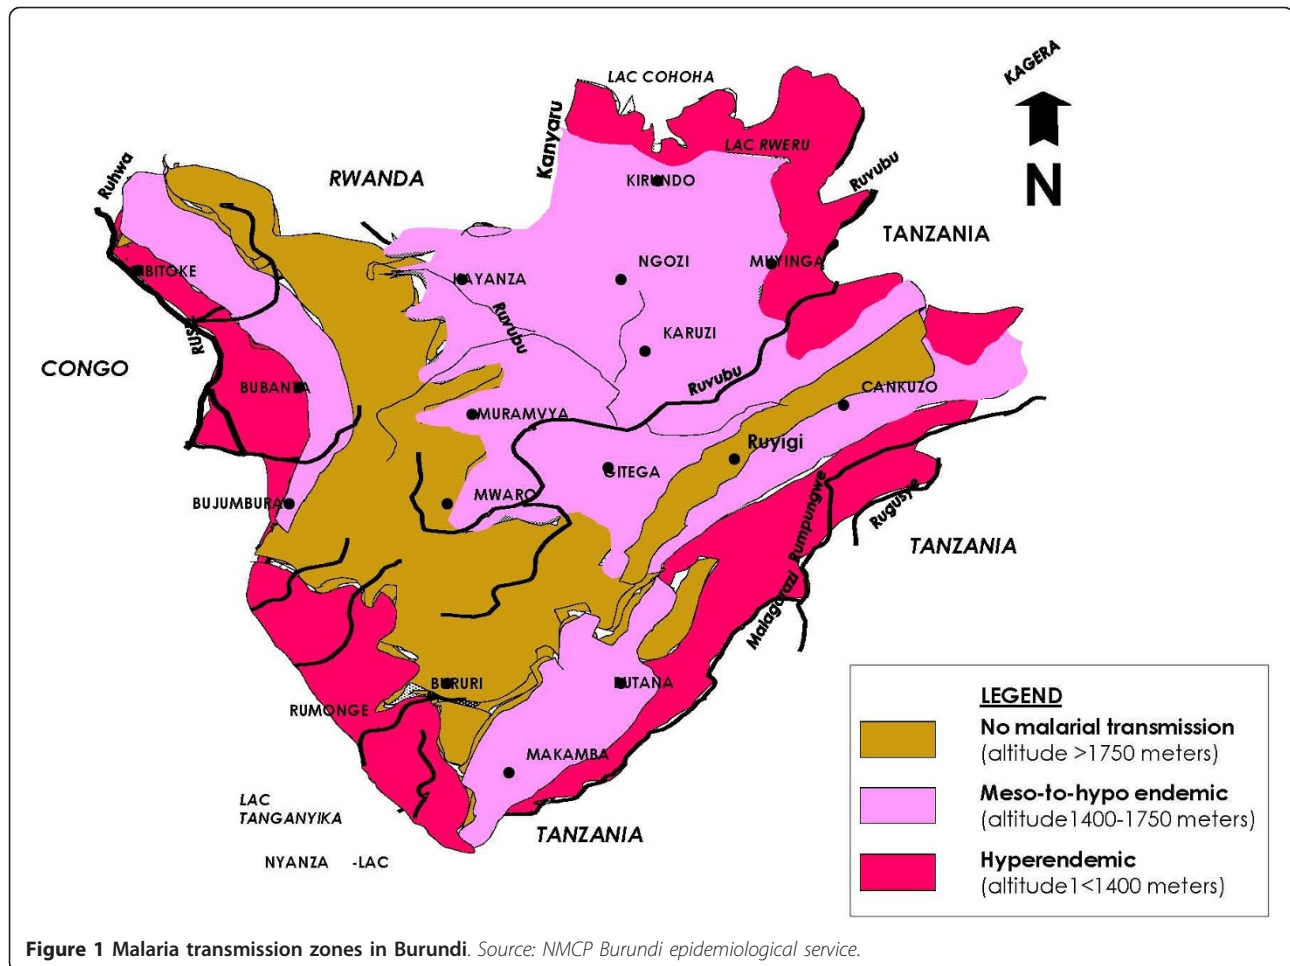 KAGERA
LAC COHOHA
Kanyaru
Ruhwa
RWANDA
LAC RWERU
Ruvubu
N
KIRUNDO
TANZANIA
BITOKE
KAYANZA
NGOZI
MUYINGA
Ruvubu
RUSI
KARUZI
CONGO
BUBANZA
Ruvubu
CANKUZO
MURAMVYA
Ruyigi
GITEGA
BUJUMBURA
MWARO
Rumpungwe
Rugusye
TANZANIA
Malagarazi
BURURI
RUTANA
RUMONGE
MAKAMBA
LAC
TANGANYIKA
TANZANIA
NYANZA -LAC
LEGEND
No malarial transmission
(altitude >1750 meters)
Meso-to-hypo endemic
(altitude1400-1750 meters)
Hyperendemic
(altitude1<1400 meters)
Figure 1 Malaria transmission zones in Burundi. Source: NMCP Burundi epidemiological service.